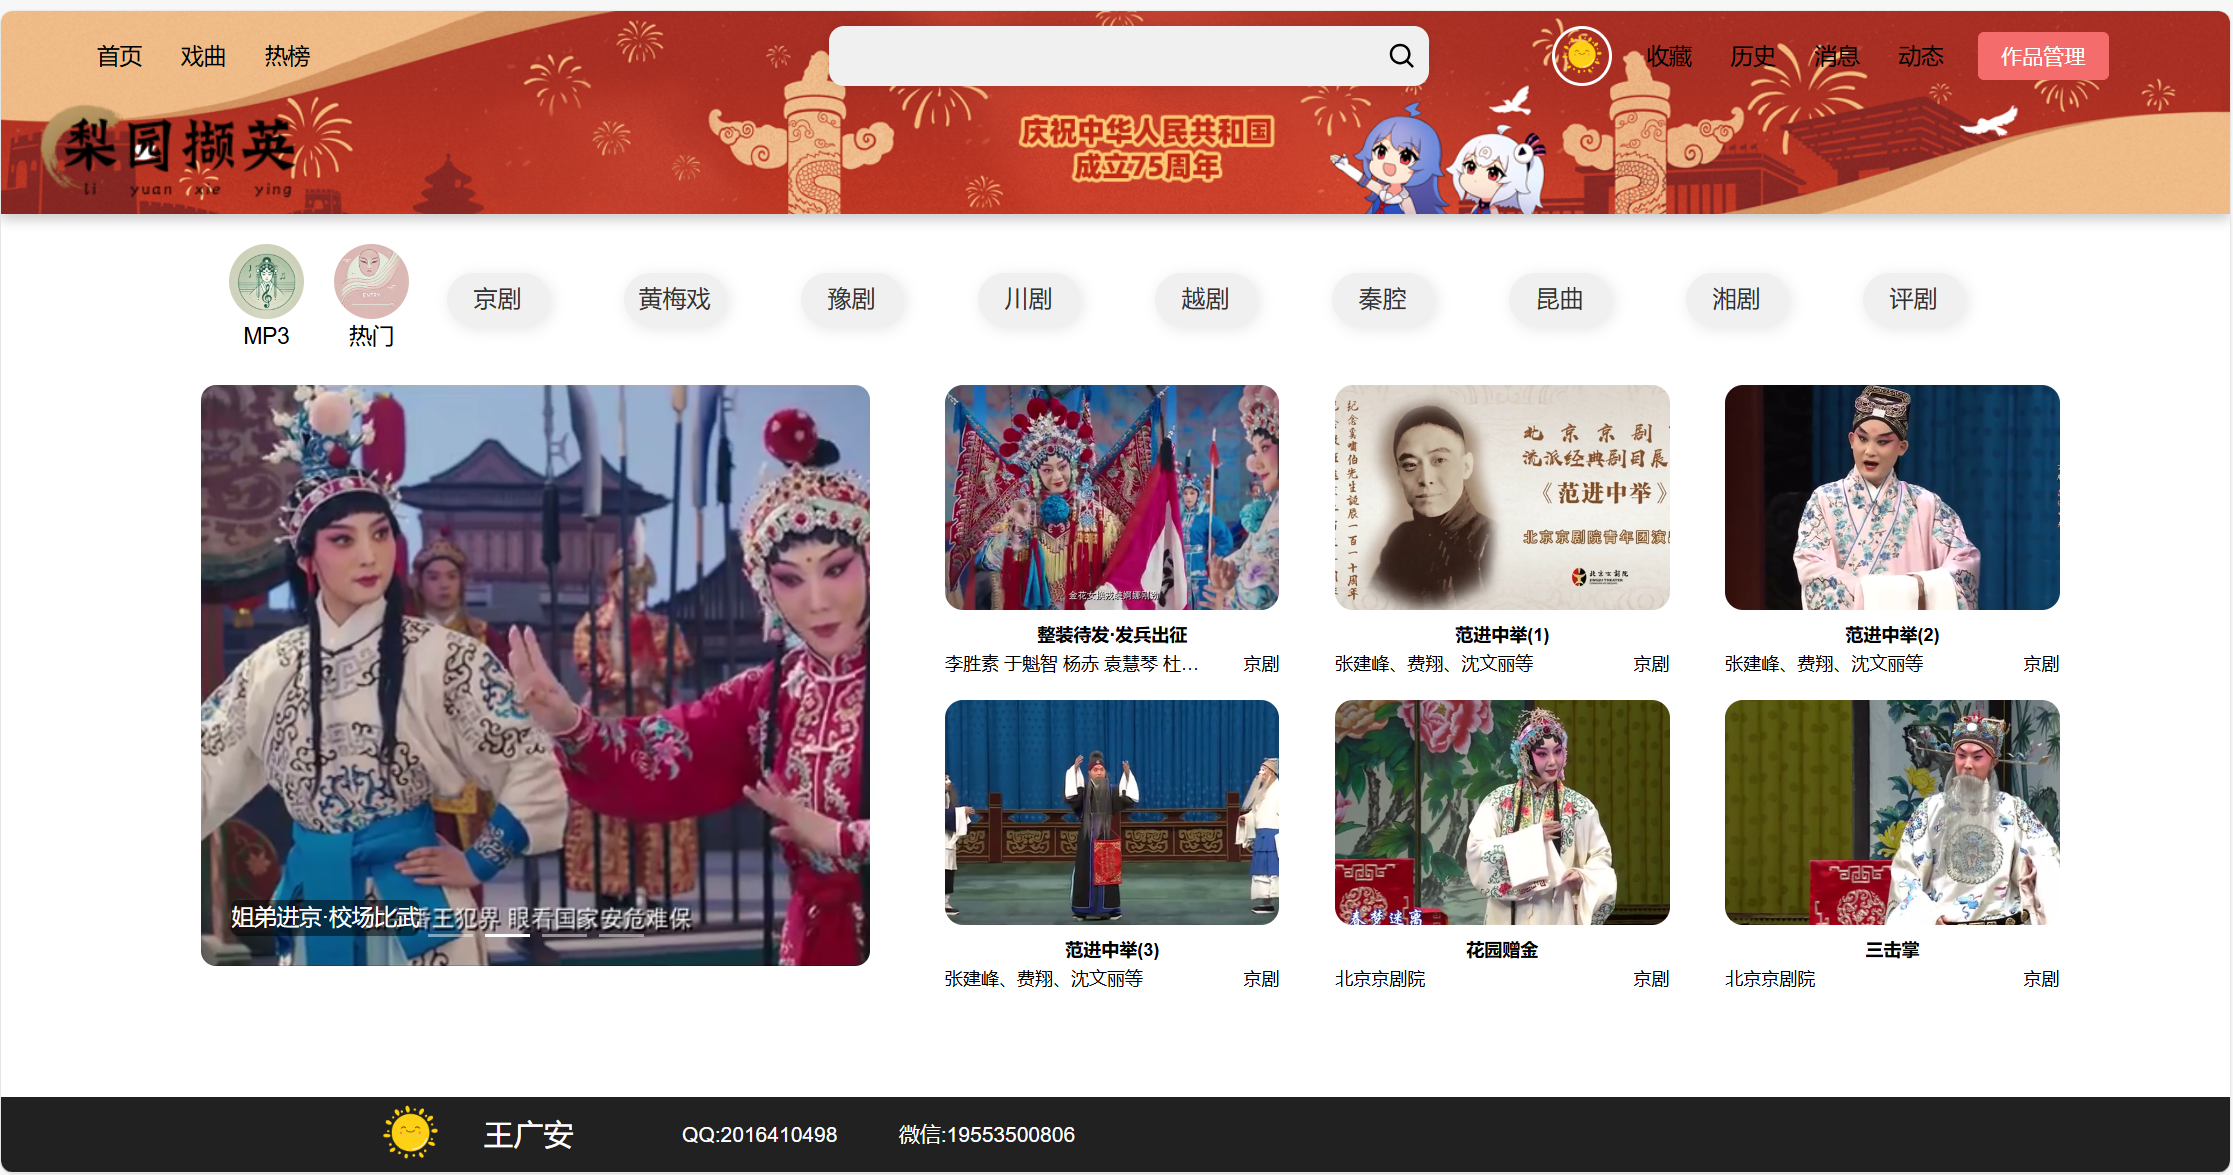 首页 戏曲 热榜
收藏 历史 消息 动态 作品管理
梨园撷英
li yuan xie ying
庆祝中华人民共和国
成立75周年
MP3 热门
京剧 黄梅戏 豫剧 川剧 越剧 秦腔 昆曲 湘剧 评剧
姐弟进京·校场比武
王犯界 眼看国家安危难保
北京京剧
流派经典剧目展
《范进中举》
北京京剧院青年团演
北京京剧院
整装待发·发兵出征
李胜素 于魁智 杨赤 袁慧琴 杜… 京剧
范进中举(1)
张建峰、费翔、沈文丽等 京剧
范进中举(2)
张建峰、费翔、沈文丽等 京剧
春梦迷离
范进中举(3)
张建峰、费翔、沈文丽等 京剧
花园赠金
北京京剧院 京剧
三击掌
北京京剧院 京剧
王广安 QQ:2016410498 微信:19553500806